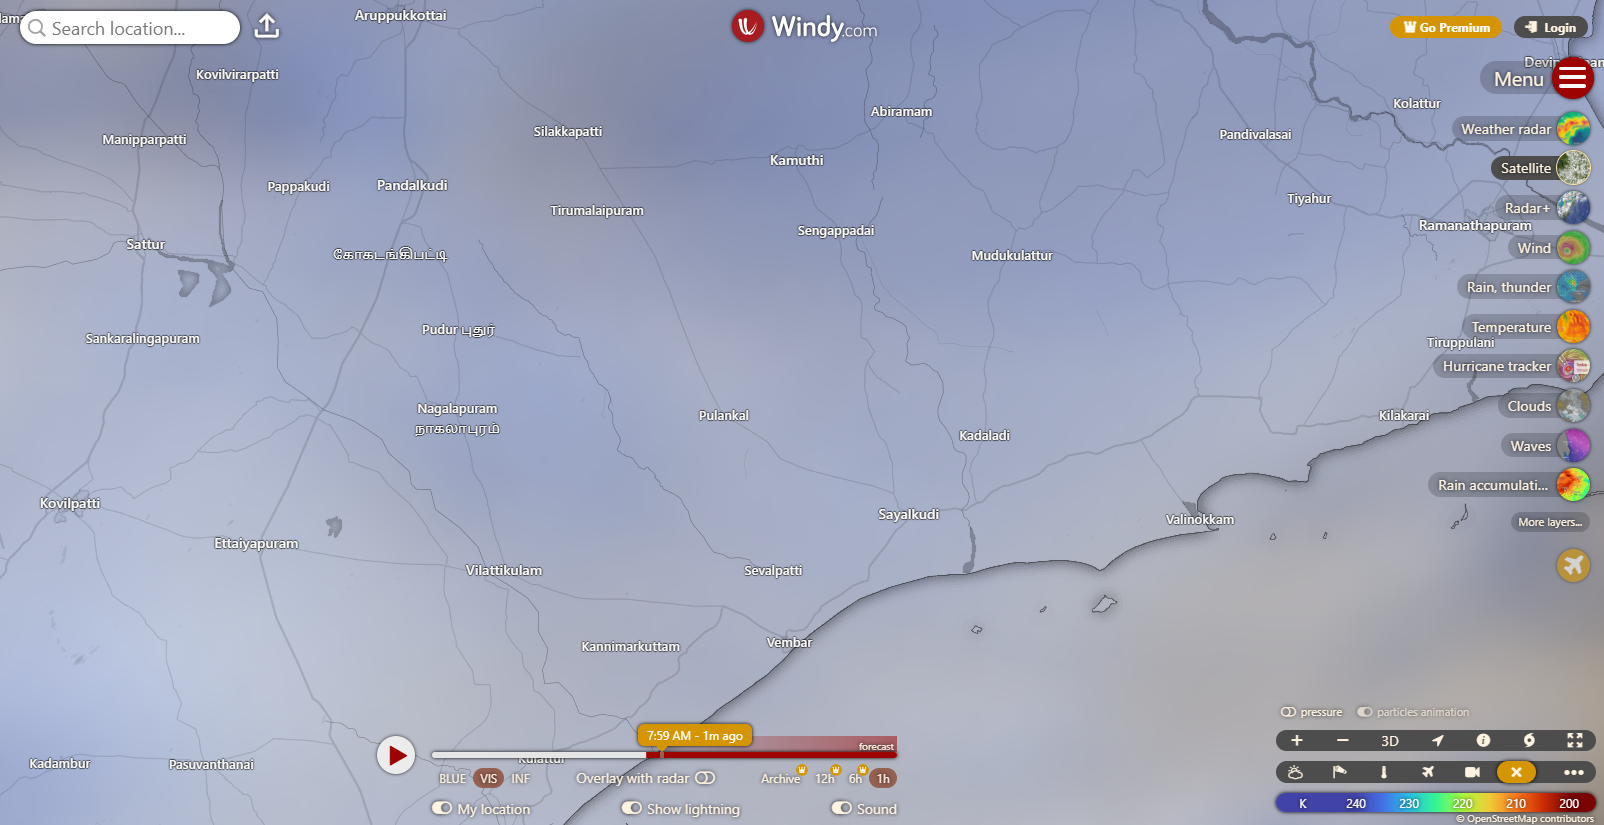 Search location...
Windy.com
Go Premium
Login
Menu
Weather radar
Satellite
Radar+
Wind
Rain, thunder
Temperature
Hurricane tracker
Clouds
Waves
Rain accumulati...
More layers...
Aruppukkottai
Kovilvirarpatti
Manipparpatti
Silakkapatti
Abiramam
Kolattur
Pandivalasai
Kamuthi
Pappakudi
Pandalkudi
Tirumalaipuram
Tiyahur
Sengappadai
Ramanathapuram
Sattur
கோகடங்கிபட்டி
Mudukulattur
Pudur புதூர்
Sankaralingapuram
Tiruppulani
Nagalapuram
நாகலாபுரம்
Pulankal
Kilakarai
Kadaladi
Kovilpatti
Sayalkudi
Valinokkam
Ettaiyapuram
Vilattikulam
Sevalpatti
Kannimarkuttam
Vembar
Kadambur
Pasuvanthanai
Kulattur
7:59 AM - 1m ago
forecast
BLUE VIS INF
Overlay with radar
Archive 12h 6h 1h
My location
Show lightning
Sound
pressure
particles animation
+ − 3D
K 240 230 220 210 200
© OpenStreetMap contributors